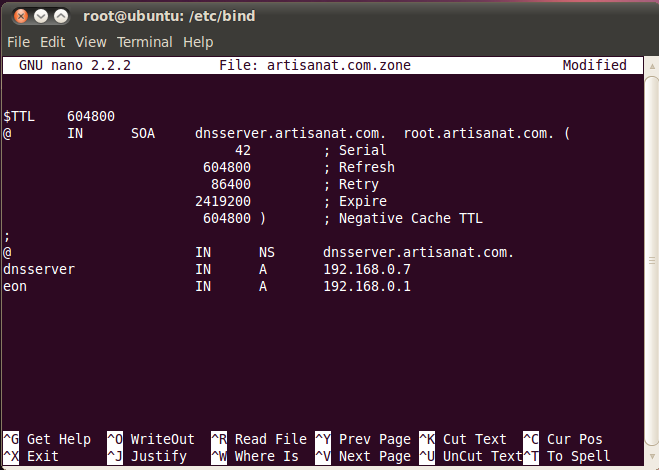 root@ubuntu: /etc/bind
File Edit View Terminal Help
GNU nano 2.2.2 File: artisanat.com.zone Modified
$TTL 604800
@ IN SOA dnsserver.artisanat.com. root.artisanat.com. (
42 ; Serial
604800 ; Refresh
86400 ; Retry
2419200 ; Expire
604800 ) ; Negative Cache TTL
;
@ IN NS dnsserver.artisanat.com.
dnsserver IN A 192.168.0.7
eon IN A 192.168.0.1
^G Get Help ^O WriteOut ^R Read File ^Y Prev Page ^K Cut Text ^C Cur Pos
^X Exit ^J Justify ^W Where Is ^V Next Page ^U UnCut Text ^T To Spell